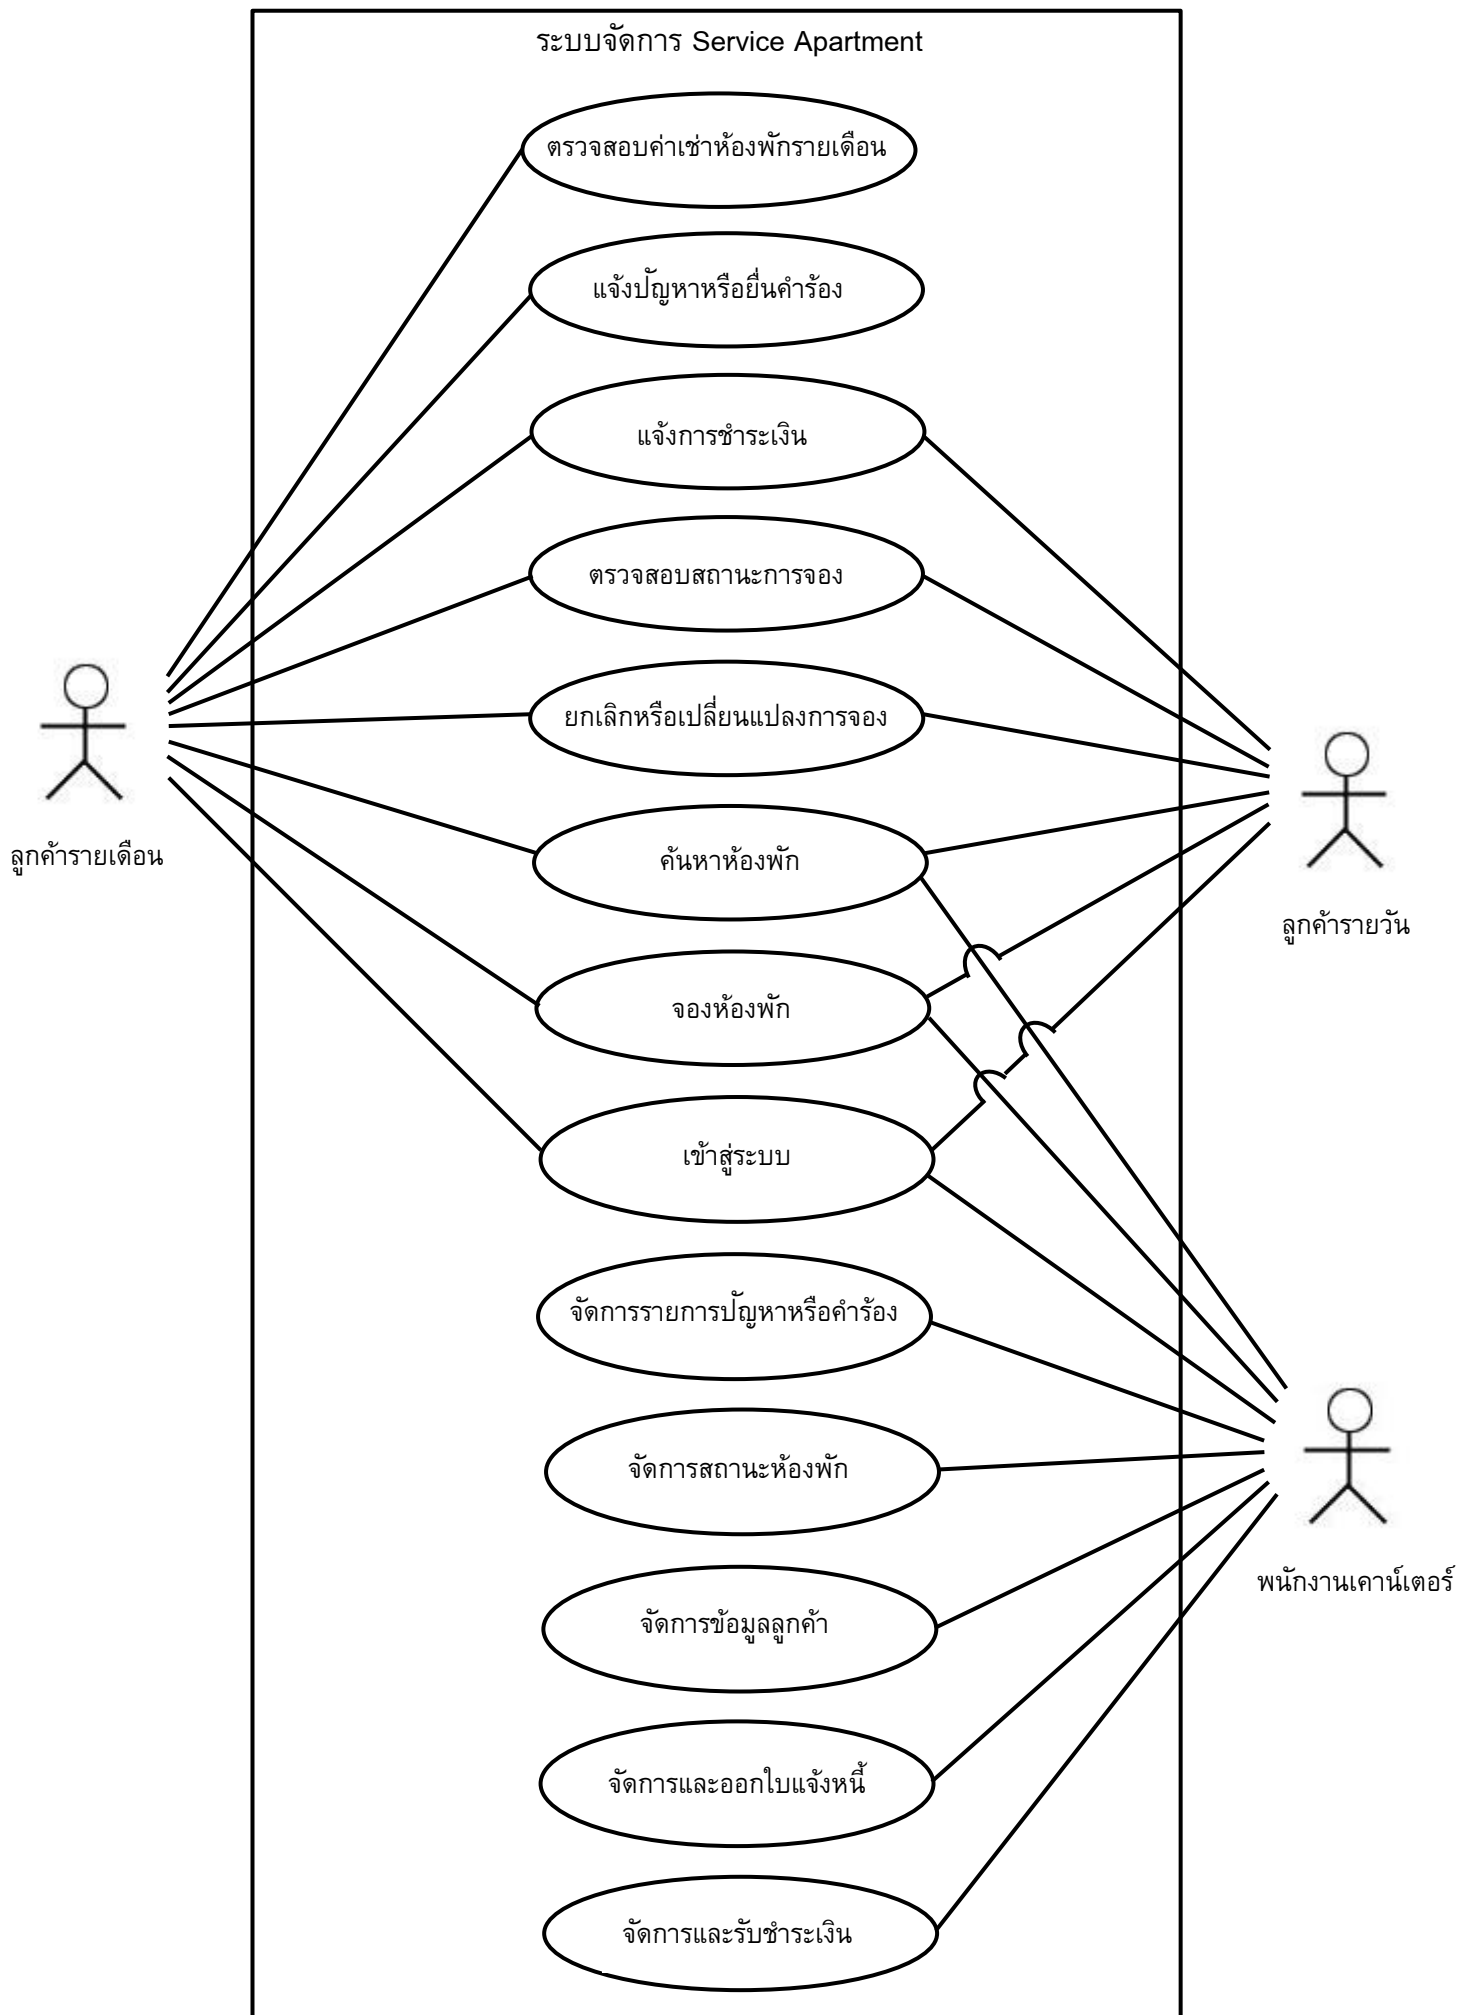 ระบบจัดการ Service Apartment
ตรวจสอบค่าเช่าห้องพักรายเดือน
แจ้งปัญหาหรือยื่นคำร้อง
แจ้งการชำระเงิน
ตรวจสอบสถานะการจอง
ยกเลิกหรือเปลี่ยนแปลงการจอง
ลูกค้ารายเดือน
ค้นหาห้องพัก
ลูกค้ารายวัน
จองห้องพัก
เข้าสู่ระบบ
จัดการรายการปัญหาหรือคำร้อง
จัดการสถานะห้องพัก
พนักงานเคาน์เตอร์
จัดการข้อมูลลูกค้า
จัดการและออกใบแจ้งหนี้
จัดการและรับชำระเงิน